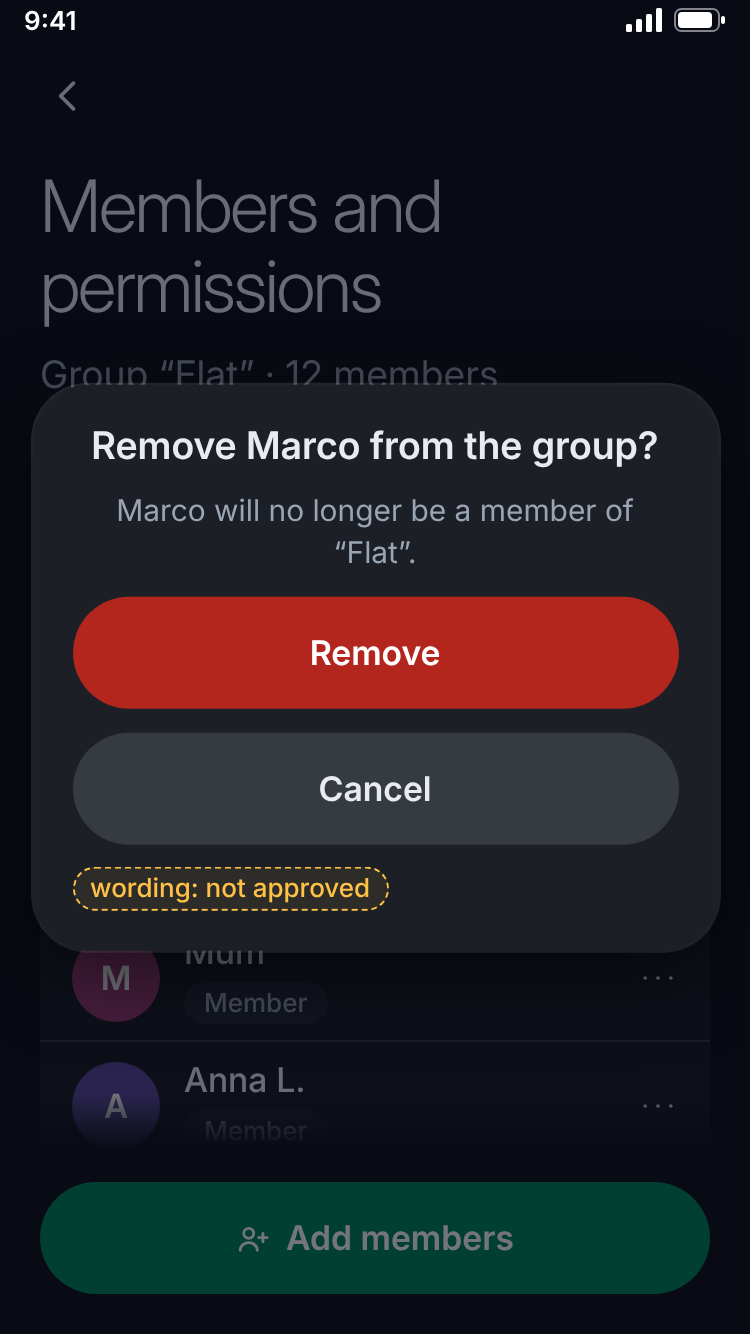 9:41
Members and
permissions
Group “Flat” · 12 members
Remove Marco from the group?
Marco will no longer be a member of
“Flat”.
Remove
Cancel
wording: not approved
M
Mum
···
Member
A
Anna L.
···
Member
Add members